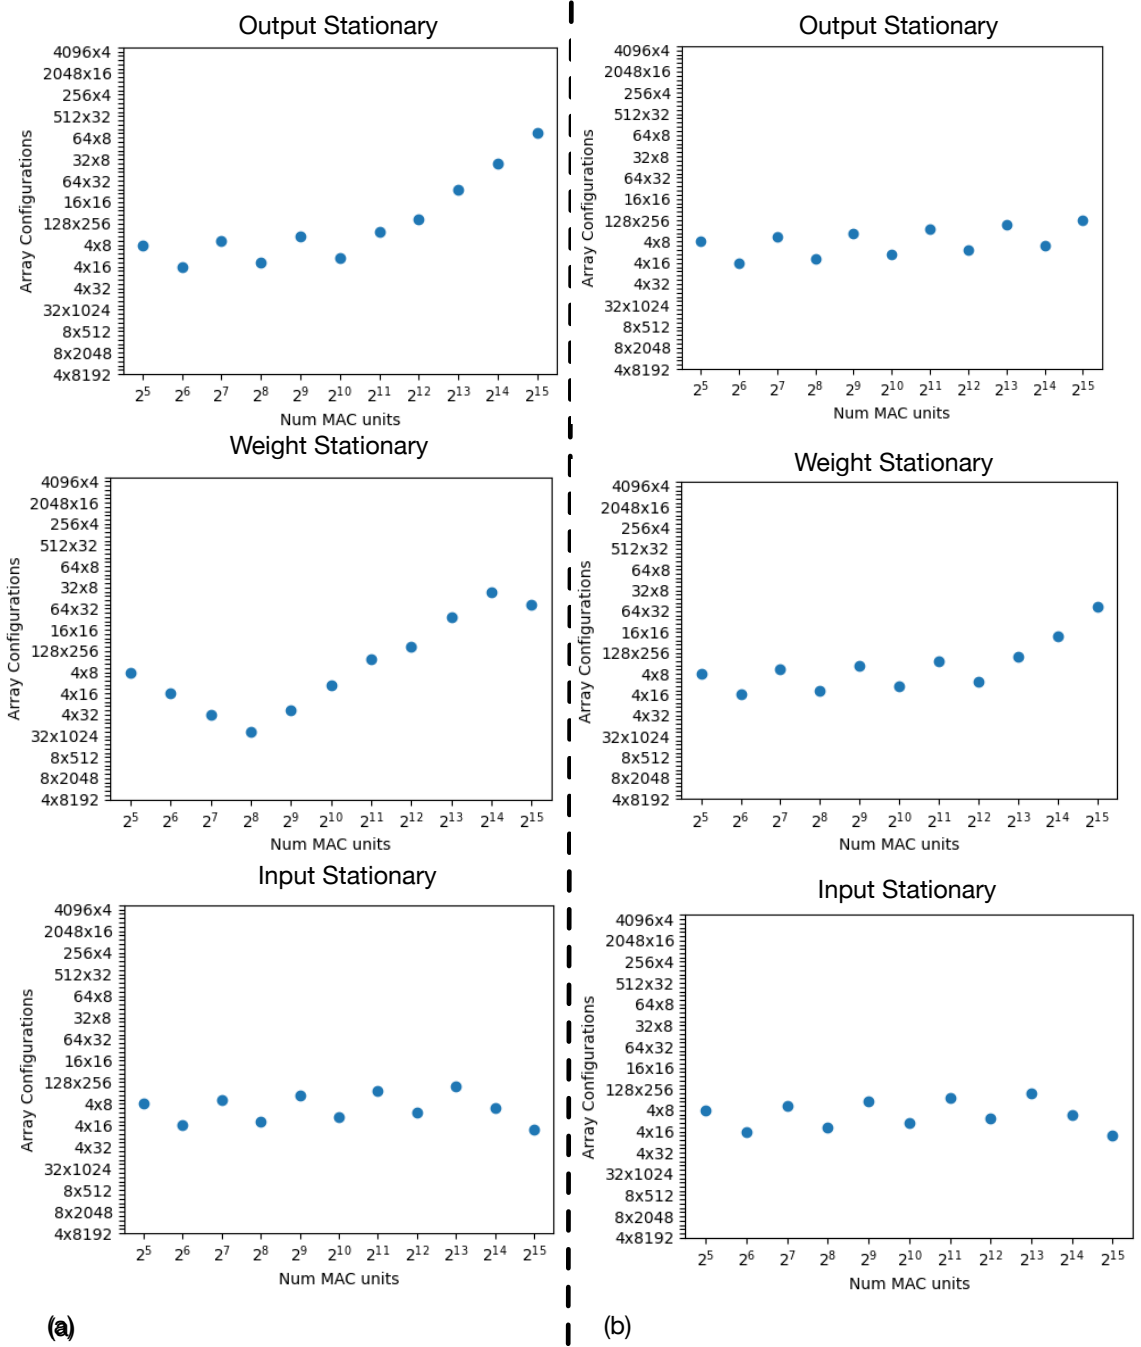 Output Stationary
4096x4
2048x16
256x4
512x32
64x8
32x8
64x32
16x16
128x256
4x8
4x16
4x32
32x1024
8x512
8x2048
4x8192
Array Configurations
2^5 2^6 2^7 2^8 2^9 2^10 2^11 2^12 2^13 2^14 2^15
Num MAC units
Weight Stationary
4096x4
2048x16
256x4
512x32
64x8
32x8
64x32
16x16
128x256
4x8
4x16
4x32
32x1024
8x512
8x2048
4x8192
Array Configurations
2^5 2^6 2^7 2^8 2^9 2^10 2^11 2^12 2^13 2^14 2^15
Num MAC units
Input Stationary
4096x4
2048x16
256x4
512x32
64x8
32x8
64x32
16x16
128x256
4x8
4x16
4x32
32x1024
8x512
8x2048
4x8192
Array Configurations
2^5 2^6 2^7 2^8 2^9 2^10 2^11 2^12 2^13 2^14 2^15
Num MAC units
(a)
Output Stationary
4096x4
2048x16
256x4
512x32
64x8
32x8
64x32
16x16
128x256
4x8
4x16
4x32
32x1024
8x512
8x2048
4x8192
Array Configurations
2^5 2^6 2^7 2^8 2^9 2^10 2^11 2^12 2^13 2^14 2^15
Num MAC units
Weight Stationary
4096x4
2048x16
256x4
512x32
64x8
32x8
64x32
16x16
128x256
4x8
4x16
4x32
32x1024
8x512
8x2048
4x8192
Array Configurations
2^5 2^6 2^7 2^8 2^9 2^10 2^11 2^12 2^13 2^14 2^15
Num MAC units
Input Stationary
4096x4
2048x16
256x4
512x32
64x8
32x8
64x32
16x16
128x256
4x8
4x16
4x32
32x1024
8x512
8x2048
4x8192
Array Configurations
2^5 2^6 2^7 2^8 2^9 2^10 2^11 2^12 2^13 2^14 2^15
Num MAC units
(b)